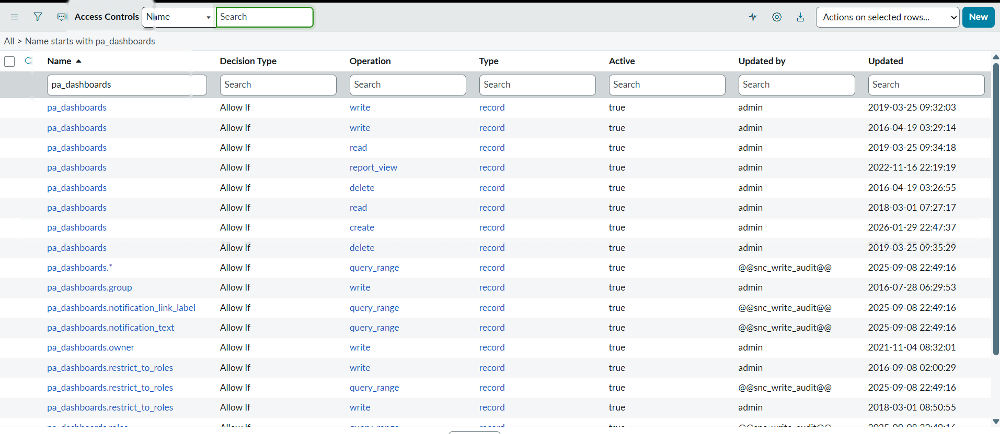 Access Controls Name Search Actions on selected rows... New
All > Name starts with pa_dashboards
Name Decision Type Operation Type Active Updated by Updated
pa_dashboards Search Search Search Search Search Search
pa_dashboards Allow If write record true admin 2019-03-25 09:32:03
pa_dashboards Allow If write record true admin 2016-04-19 03:29:14
pa_dashboards Allow If read record true admin 2019-03-25 09:34:18
pa_dashboards Allow If report_view record true admin 2022-11-16 22:19:19
pa_dashboards Allow If delete record true admin 2016-04-19 03:26:55
pa_dashboards Allow If read record true admin 2018-03-01 07:27:17
pa_dashboards Allow If create record true admin 2026-01-29 22:47:37
pa_dashboards Allow If delete record true admin 2019-03-25 09:35:29
pa_dashboards.* Allow If query_range record true @@snc_write_audit@@ 2025-09-08 22:49:16
pa_dashboards.group Allow If write record true admin 2016-07-28 06:29:53
pa_dashboards.notification_link_label Allow If query_range record true @@snc_write_audit@@ 2025-09-08 22:49:16
pa_dashboards.notification_text Allow If query_range record true @@snc_write_audit@@ 2025-09-08 22:49:16
pa_dashboards.owner Allow If write record true admin 2021-11-04 08:32:01
pa_dashboards.restrict_to_roles Allow If write record true admin 2016-09-08 02:00:29
pa_dashboards.restrict_to_roles Allow If query_range record true @@snc_write_audit@@ 2025-09-08 22:49:16
pa_dashboards.restrict_to_roles Allow If write record true admin 2018-03-01 08:50:55